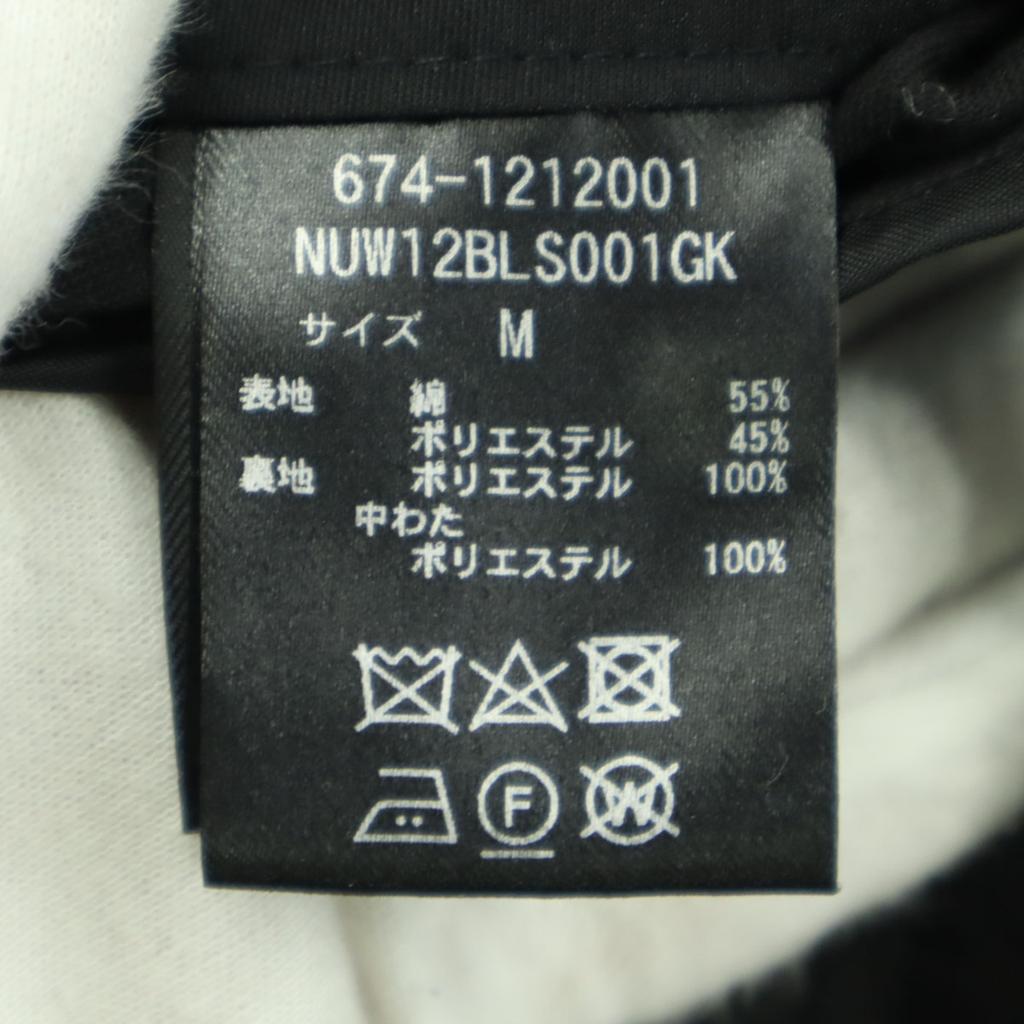 674-1212001
NUW12BLS001GK
サイズ M
表地 綿 55%
ポリエステル 45%
裏地 ポリエステル 100%
中わた
ポリエステル 100%
F W